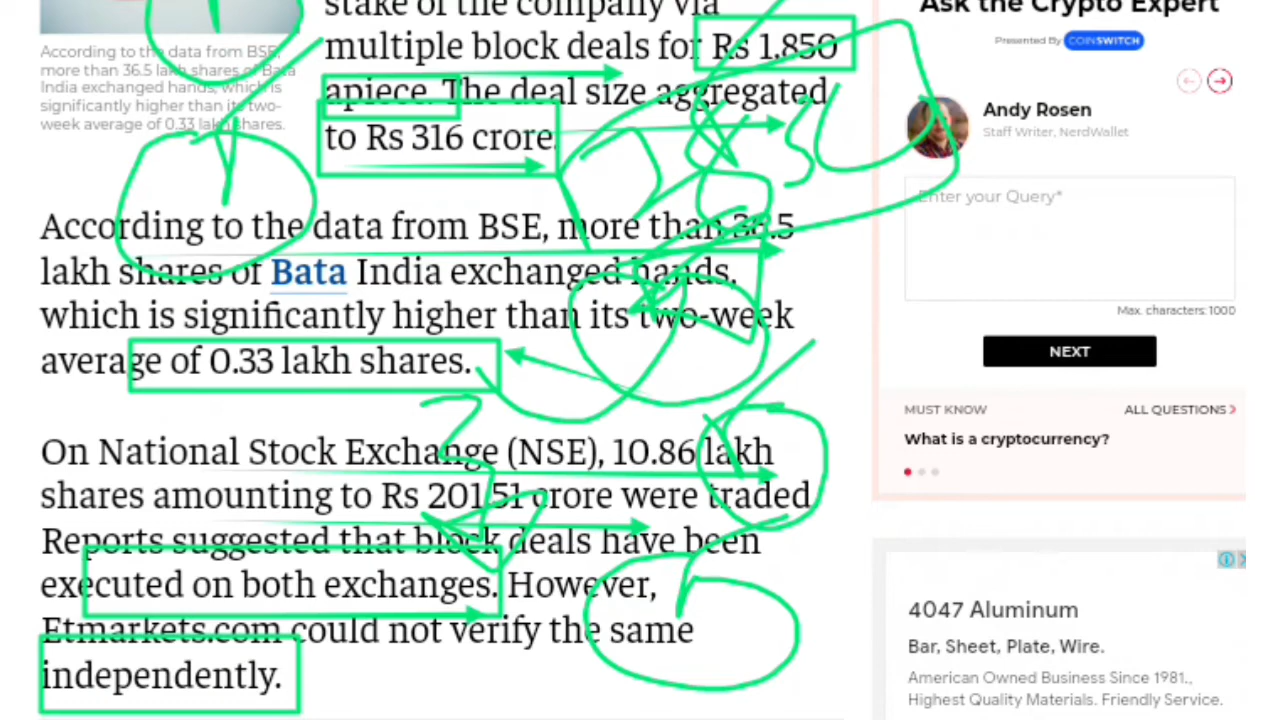 According to the data from BSE,
more than 36.5 lakh shares of Bata
India exchanged hands, which is
significantly higher than its two-
week average of 0.33 lakh shares.
stake of the company via
multiple block deals for Rs 1,850
apiece. The deal size aggregated
to Rs 316 crore.
According to the data from BSE, more than 36.5
lakh shares of Bata India exchanged hands,
which is significantly higher than its two-week
average of 0.33 lakh shares.
On National Stock Exchange (NSE), 10.86 lakh
shares amounting to Rs 201.51 crore were traded
Reports suggested that block deals have been
executed on both exchanges. However,
Etmarkets.com could not verify the same
independently.
Ask the Crypto Expert
Presented By COINSWITCH
Andy Rosen
Staff Writer, NerdWallet
Enter your Query*
Max. characters: 1000
NEXT
MUST KNOW
ALL QUESTIONS
What is a cryptocurrency?
4047 Aluminum
Bar, Sheet, Plate, Wire.
American Owned Business Since 1981.,
Highest Quality Materials. Friendly Service.